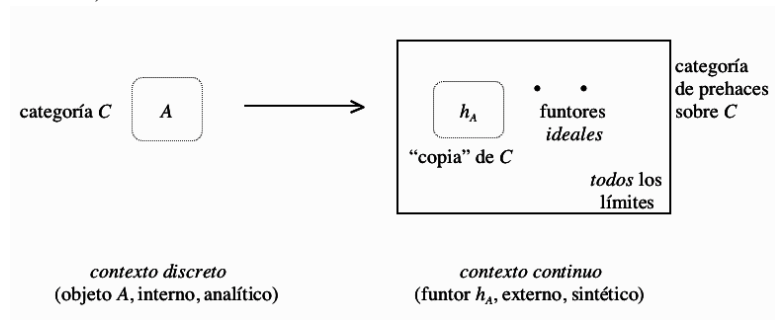 categoría C
A
h_A
“copia” de C
funtores
ideales
todos los
límites
categoría
de prehaces
sobre C
contexto discreto
(objeto A, interno, analítico)
contexto continuo
(funtor h_A, externo, sintético)